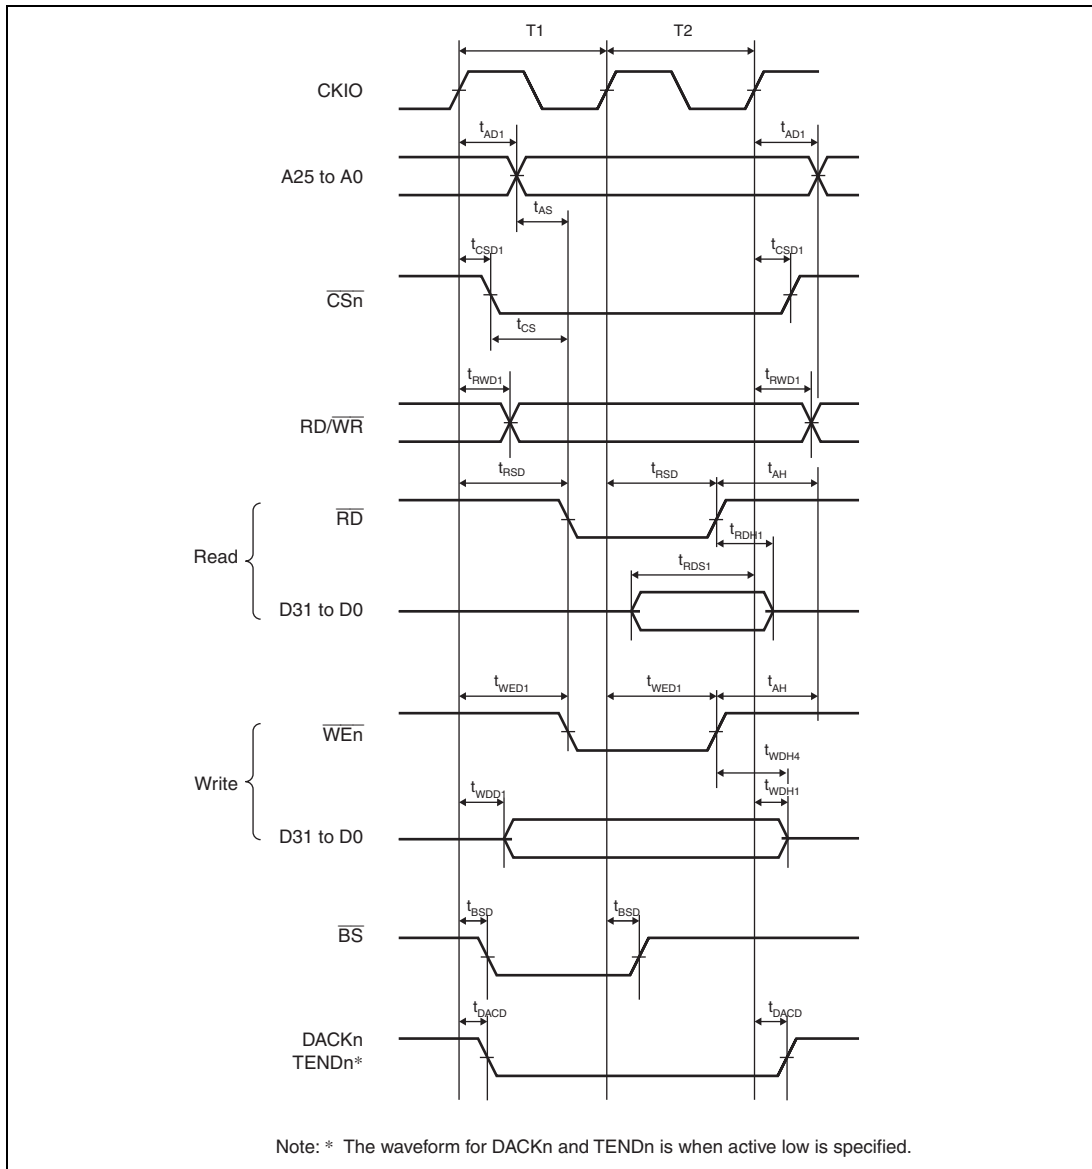 T1 T2
CKIO
tAD1 tAD1
A25 to A0
tAS
tCSD1 tCSD1
CSn
tCS
tRWD1 tRWD1
RD/WR
tRSD tRSD tAH
RD
tRDH1
Read
tRDS1
D31 to D0
tWED1 tWED1 tAH
WEn
tWDH4
Write
tWDD1 tWDH1
D31 to D0
tBSD tBSD
BS
tDACD tDACD
DACKn
TENDn*
Note: * The waveform for DACKn and TENDn is when active low is specified.